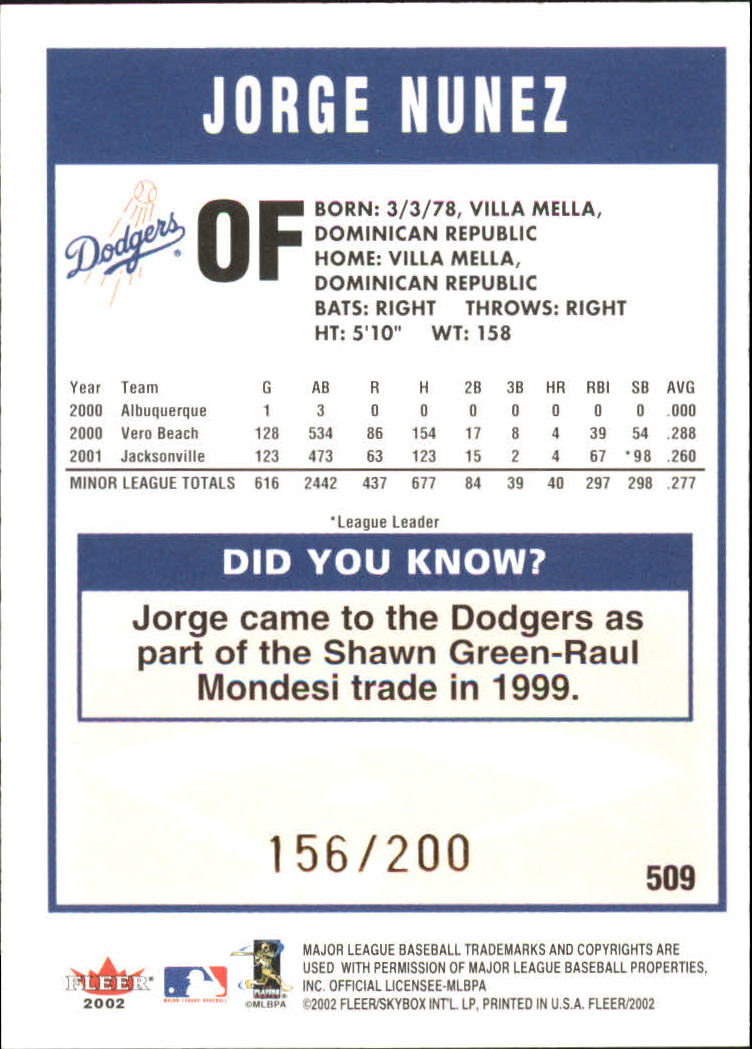 JORGE NUNEZ
Dodgers
OF
BORN: 3/3/78, VILLA MELLA,
DOMINICAN REPUBLIC
HOME: VILLA MELLA,
DOMINICAN REPUBLIC
BATS: RIGHT THROWS: RIGHT
HT: 5'10" WT: 158
Year Team G AB R H 2B 3B HR RBI SB AVG
2000 Albuquerque 1 3 0 0 0 0 0 0 0 .000
2000 Vero Beach 128 534 86 154 17 8 4 39 54 .288
2001 Jacksonville 123 473 63 123 15 2 4 67 *98 .260
MINOR LEAGUE TOTALS 616 2442 437 677 84 39 40 297 298 .277
*League Leader
DID YOU KNOW?
Jorge came to the Dodgers as
part of the Shawn Green-Raul
Mondesi trade in 1999.
156/200
509
FLEER
2002
MAJOR LEAGUE BASEBALL
PLAYERS
©MLBPA
MAJOR LEAGUE BASEBALL TRADEMARKS AND COPYRIGHTS ARE
USED WITH PERMISSION OF MAJOR LEAGUE BASEBALL PROPERTIES,
INC. OFFICIAL LICENSEE-MLBPA
©2002 FLEER/SKYBOX INT'L. LP, PRINTED IN U.S.A. FLEER/2002